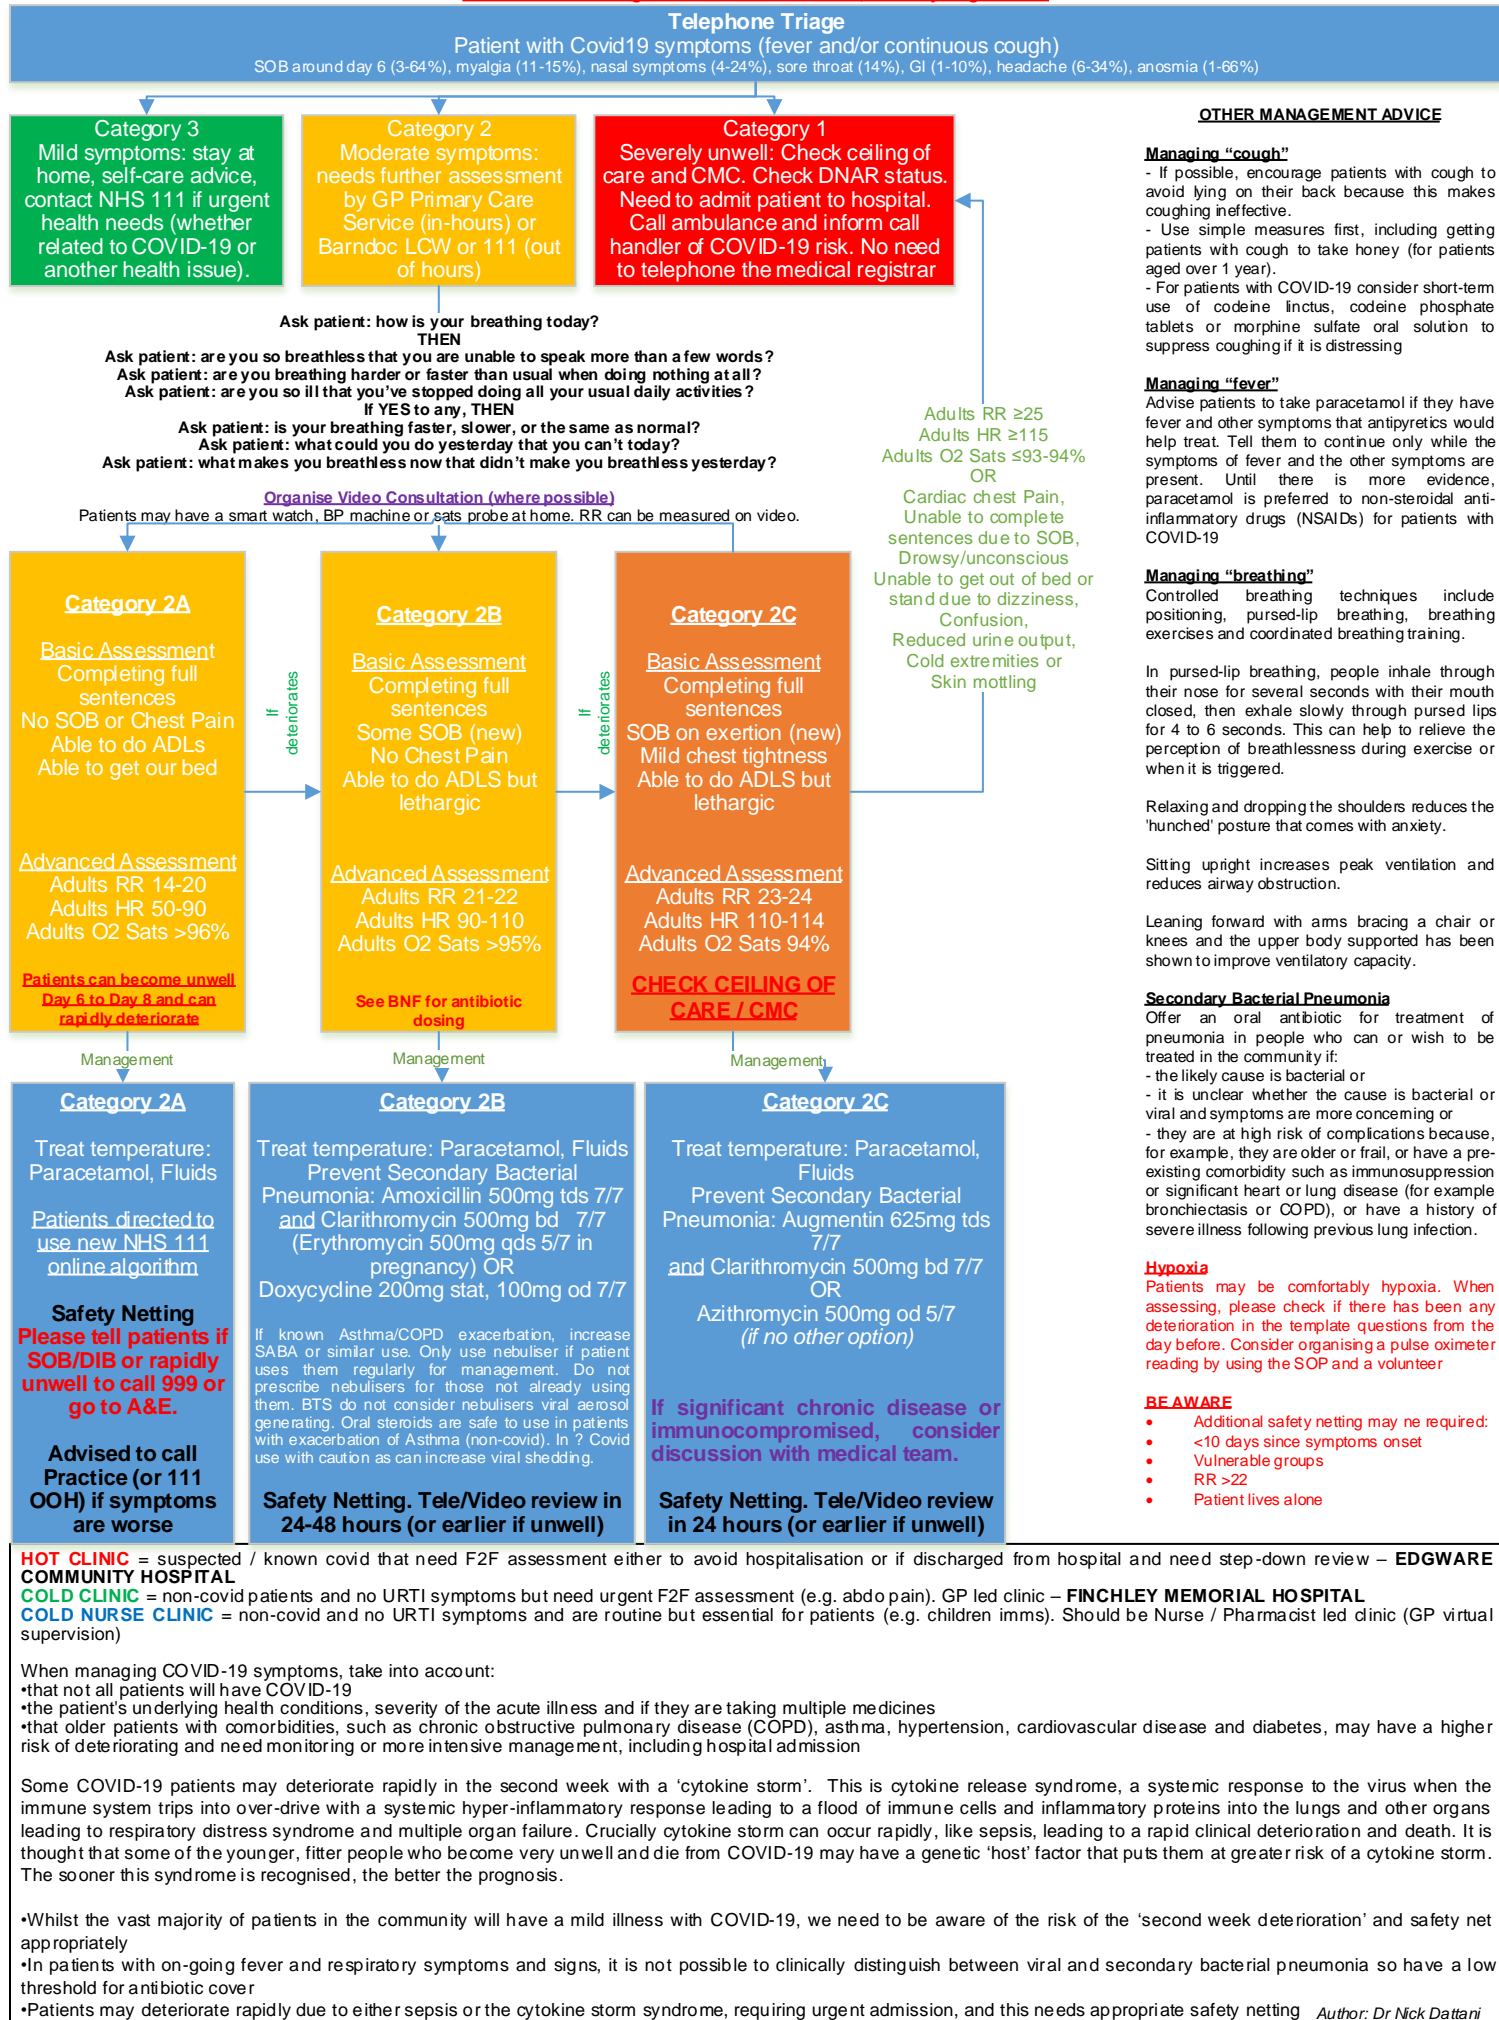 Telephone Triage
Patient with Covid19 symptoms (fever and/or continuous cough)
SOB around day 6 (3-64%), myalgia (11-15%), nasal symptoms (4-24%), sore throat (14%), GI (1-10%), headache (6-34%), anosmia (1-66%)
Category 3
Mild symptoms: stay at
home, self-care advice,
contact NHS 111 if urgent
health needs (whether
related to COVID-19 or
another health issue).
Category 2
Moderate symptoms:
needs further assessment
by GP Primary Care
Service (in-hours) or
Barndoc LCW or 111 (out
of hours)
Category 1
Severely unwell: Check ceiling of
care and CMC. Check DNAR status.
Need to admit patient to hospital.
Call ambulance and inform call
handler of COVID-19 risk. No need
to telephone the medical registrar
Ask patient: how is your breathing today?
THEN
Ask patient: are you so breathless that you are unable to speak more than a few words?
Ask patient: are you breathing harder or faster than usual when doing nothing at all?
Ask patient: are you so ill that you've stopped doing all your usual daily activities?
If YES to any, THEN
Ask patient: is your breathing faster, slower, or the same as normal?
Ask patient: what could you do yesterday that you can't today?
Ask patient: what makes you breathless now that didn't make you breathless yesterday?
Organise Video Consultation (where possible)
Patients may have a smart watch, BP machine or sats probe at home. RR can be measured on video.
Adults RR ≥25
Adults HR ≥115
Adults O2 Sats ≤93-94%
OR
Cardiac chest Pain,
Unable to complete
sentences due to SOB,
Drowsy/unconscious
Unable to get out of bed or
stand due to dizziness,
Confusion,
Reduced urine output,
Cold extremities or
Skin mottling
Category 2A
Basic Assessment
Completing full
sentences
No SOB or Chest Pain
Able to do ADLs
Able to get our bed
Advanced Assessment
Adults RR 14-20
Adults HR 50-90
Adults O2 Sats >96%
Patients can become unwell
Day 6 to Day 8 and can
rapidly deteriorate
If
deteriorates
Category 2B
Basic Assessment
Completing full
sentences
Some SOB (new)
No Chest Pain
Able to do ADLS but
lethargic
Advanced Assessment
Adults RR 21-22
Adults HR 90-110
Adults O2 Sats >95%
See BNF for antibiotic
dosing
If
deteriorates
Category 2C
Basic Assessment
Completing full
sentences
SOB on exertion (new)
Mild chest tightness
Able to do ADLS but
lethargic
Advanced Assessment
Adults RR 23-24
Adults HR 110-114
Adults O2 Sats 94%
CHECK CEILING OF
CARE / CMC
Management
Management
Management
Category 2A
Treat temperature:
Paracetamol, Fluids
Patients directed to
use new NHS 111
online algorithm
Safety Netting
Please tell patients if
SOB/DIB or rapidly
unwell to call 999 or
go to A&E.
Advised to call
Practice (or 111
OOH) if symptoms
are worse
Category 2B
Treat temperature: Paracetamol, Fluids
Prevent Secondary Bacterial
Pneumonia: Amoxicillin 500mg tds 7/7
and Clarithromycin 500mg bd 7/7
(Erythromycin 500mg qds 5/7 in
pregnancy) OR
Doxycycline 200mg stat, 100mg od 7/7
If known Asthma/COPD exacerbation, increase
SABA or similar use. Only use nebuliser if patient
uses them regularly for management. Do not
prescribe nebulisers for those not already using
them. BTS do not consider nebulisers viral aerosol
generating. Oral steroids are safe to use in patients
with exacerbation of Asthma (non-covid). In ? Covid
use with caution as can increase viral shedding.
Safety Netting. Tele/Video review in
24-48 hours (or earlier if unwell)
Category 2C
Treat temperature: Paracetamol,
Fluids
Prevent Secondary Bacterial
Pneumonia: Augmentin 625mg tds
7/7
and Clarithromycin 500mg bd 7/7
OR
Azithromycin 500mg od 5/7
(if no other option)
If significant chronic disease or
immunocompromised, consider
discussion with medical team.
Safety Netting. Tele/Video review
in 24 hours (or earlier if unwell)
OTHER MANAGEMENT ADVICE
Managing “cough”
- If possible, encourage patients with cough to
avoid lying on their back because this makes
coughing ineffective.
- Use simple measures first, including getting
patients with cough to take honey (for patients
aged over 1 year).
- For patients with COVID-19 consider short-term
use of codeine linctus, codeine phosphate
tablets or morphine sulfate oral solution to
suppress coughing if it is distressing
Managing “fever”
Advise patients to take paracetamol if they have
fever and other symptoms that antipyretics would
help treat. Tell them to continue only while the
symptoms of fever and the other symptoms are
present. Until there is more evidence,
paracetamol is preferred to non-steroidal anti-
inflammatory drugs (NSAIDs) for patients with
COVID-19
Managing “breathing”
Controlled breathing techniques include
positioning, pursed-lip breathing, breathing
exercises and coordinated breathing training.
In pursed-lip breathing, people inhale through
their nose for several seconds with their mouth
closed, then exhale slowly through pursed lips
for 4 to 6 seconds. This can help to relieve the
perception of breathlessness during exercise or
when it is triggered.
Relaxing and dropping the shoulders reduces the
'hunched' posture that comes with anxiety.
Sitting upright increases peak ventilation and
reduces airway obstruction.
Leaning forward with arms bracing a chair or
knees and the upper body supported has been
shown to improve ventilatory capacity.
Secondary Bacterial Pneumonia
Offer an oral antibiotic for treatment of
pneumonia in people who can or wish to be
treated in the community if:
- the likely cause is bacterial or
- it is unclear whether the cause is bacterial or
viral and symptoms are more concerning or
- they are at high risk of complications because,
for example, they are older or frail, or have a pre-
existing comorbidity such as immunosuppression
or significant heart or lung disease (for example
bronchiectasis or COPD), or have a history of
severe illness following previous lung infection.
Hypoxia
Patients may be comfortably hypoxia. When
assessing, please check if there has been any
deterioration in the template questions from the
day before. Consider organising a pulse oximeter
reading by using the SOP and a volunteer
BE AWARE
• Additional safety netting may ne required:
• <10 days since symptoms onset
• Vulnerable groups
• RR >22
• Patient lives alone
HOT CLINIC = suspected / known covid that need F2F assessment either to avoid hospitalisation or if discharged from hospital and need step-down review – EDGWARE
COMMUNITY HOSPITAL
COLD CLINIC = non-covid patients and no URTI symptoms but need urgent F2F assessment (e.g. abdo pain). GP led clinic – FINCHLEY MEMORIAL HOSPITAL
COLD NURSE CLINIC = non-covid and no URTI symptoms and are routine but essential for patients (e.g. children imms). Should be Nurse / Pharmacist led clinic (GP virtual
supervision)
When managing COVID-19 symptoms, take into account:
•that not all patients will have COVID-19
•the patient's underlying health conditions, severity of the acute illness and if they are taking multiple medicines
•that older patients with comorbidities, such as chronic obstructive pulmonary disease (COPD), asthma, hypertension, cardiovascular disease and diabetes, may have a higher
risk of deteriorating and need monitoring or more intensive management, including hospital admission
Some COVID-19 patients may deteriorate rapidly in the second week with a ‘cytokine storm’. This is cytokine release syndrome, a systemic response to the virus when the
immune system trips into over-drive with a systemic hyper-inflammatory response leading to a flood of immune cells and inflammatory proteins into the lungs and other organs
leading to respiratory distress syndrome and multiple organ failure. Crucially cytokine storm can occur rapidly, like sepsis, leading to a rapid clinical deterioration and death. It is
thought that some of the younger, fitter people who become very unwell and die from COVID-19 may have a genetic ‘host’ factor that puts them at greater risk of a cytokine storm.
The sooner this syndrome is recognised, the better the prognosis.
•Whilst the vast majority of patients in the community will have a mild illness with COVID-19, we need to be aware of the risk of the ‘second week deterioration’ and safety net
appropriately
•In patients with on-going fever and respiratory symptoms and signs, it is not possible to clinically distinguish between viral and secondary bacterial pneumonia so have a low
threshold for antibiotic cover
•Patients may deteriorate rapidly due to either sepsis or the cytokine storm syndrome, requiring urgent admission, and this needs appropriate safety netting Author: Dr Nick Dattani